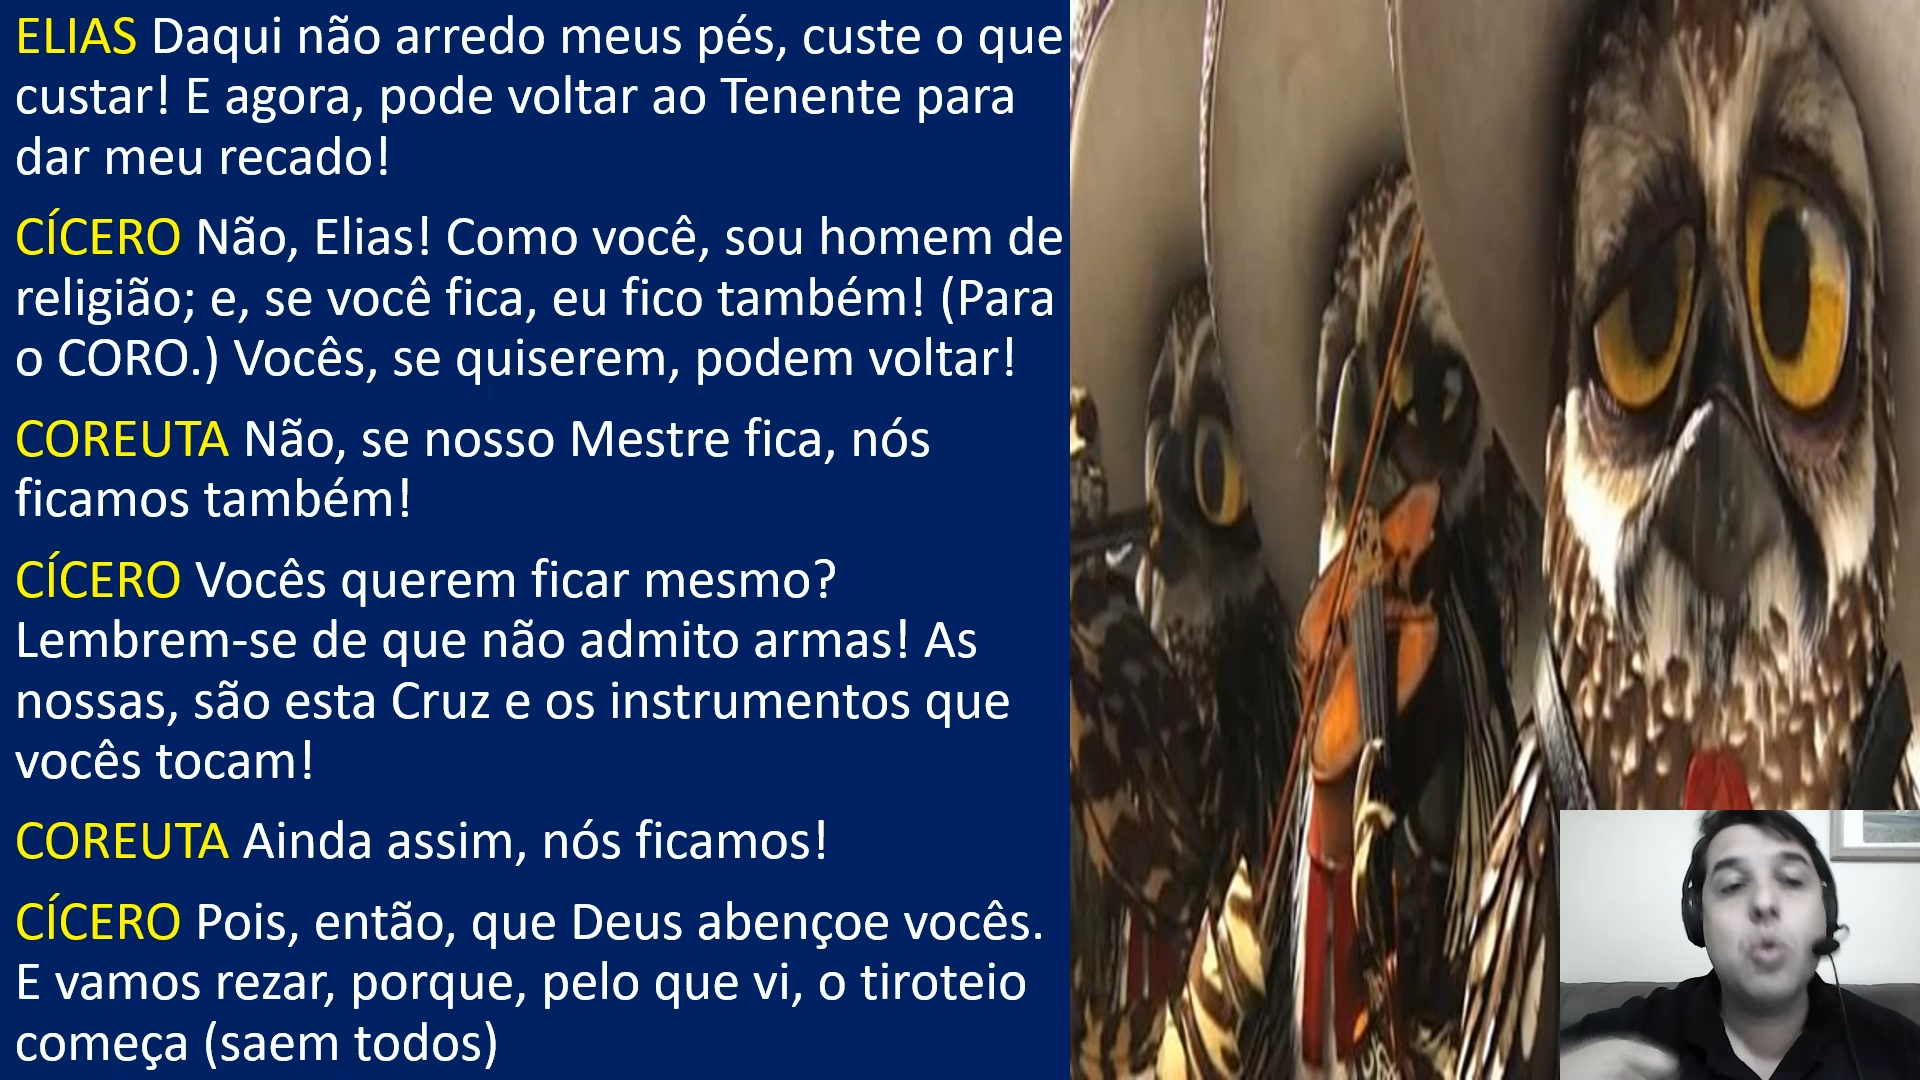 ELIAS Daqui não arredo meus pés, custe o que
custar! E agora, pode voltar ao Tenente para
dar meu recado!
CÍCERO Não, Elias! Como você, sou homem de
religião; e, se você fica, eu fico também! (Para
o CORO.) Vocês, se quiserem, podem voltar!
COREUTA Não, se nosso Mestre fica, nós
ficamos também!
CÍCERO Vocês querem ficar mesmo?
Lembrem-se de que não admito armas! As
nossas, são esta Cruz e os instrumentos que
vocês tocam!
COREUTA Ainda assim, nós ficamos!
CÍCERO Pois, então, que Deus abençoe vocês.
E vamos rezar, porque, pelo que vi, o tiroteio
começa (saem todos)